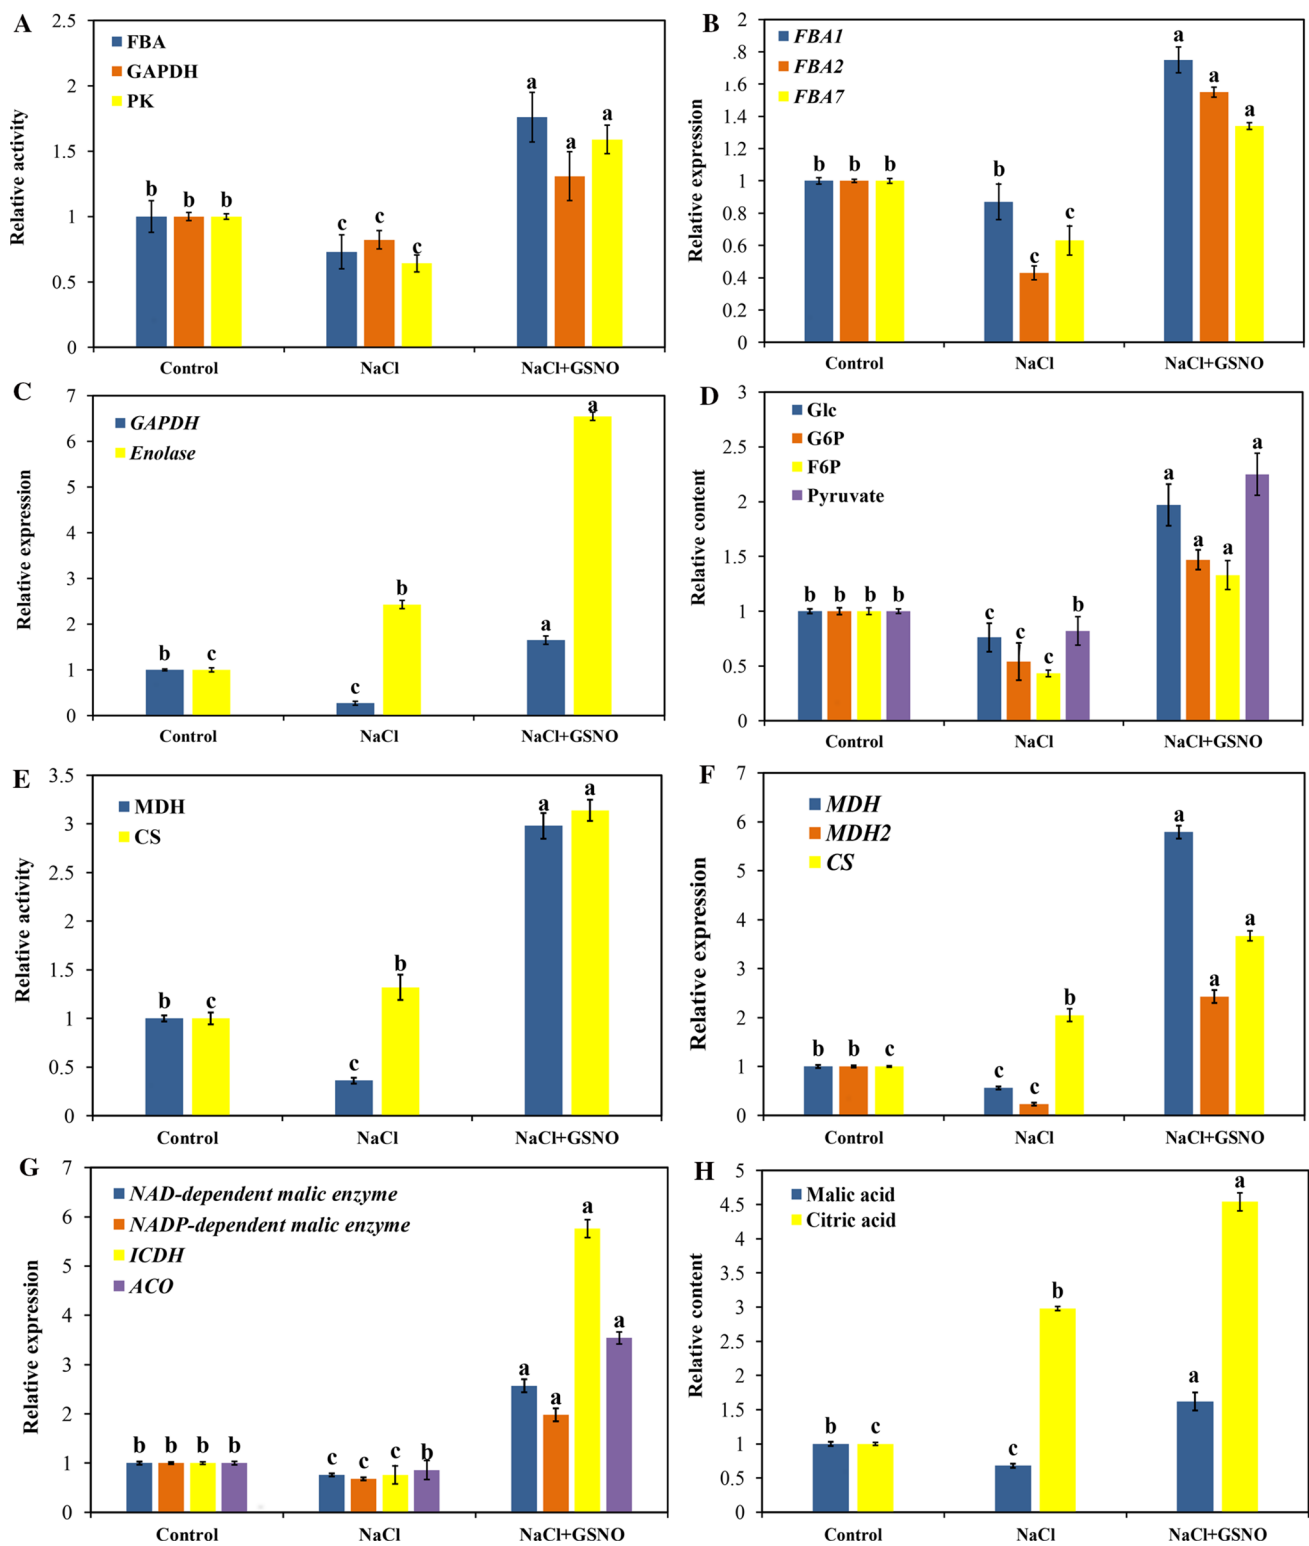 A
FBA
GAPDH
PK
Relative activity
2.5
2
1.5
1
0.5
0
b b b
c c c
a a a
Control NaCl NaCl+GSNO
B
FBA1
FBA2
FBA7
Relative expression
2
.8
1.6
1.4
1.2
1
0.8
0.6
0.4
0.2
0
b b b
c c c
a a a
Control NaCl NaCl+GSNO
C
GAPDH
Enolase
Relative expression
7
6
5
4
3
2
1
0
b c
c b
a a
Control NaCl NaCl+GSNO
D
Glc
G6P
F6P
Pyruvate
Relative content
3
2.5
2
1.5
1
0.5
0
b b b b
c c c b
a a a a
Control NaCl NaCl+GSNO
E
MDH
CS
Relative activity
3.5
3
2.5
2
1.5
1
0.5
0
b c
c b
a a
Control NaCl NaCl+GSNO
F
MDH
MDH2
CS
Relative expression
7
6
5
4
3
2
1
0
b b c
c c b
a a a
Control NaCl NaCl+GSNO
G
NAD-dependent malic enzyme
NADP-dependent malic enzyme
ICDH
ACO
Relative expression
7
6
5
4
3
2
1
0
b b b b
c c c b
a a a a
Control NaCl NaCl+GSNO
H
Malic acid
Citric acid
Relative content
5
4.5
4
3.5
3
2.5
2
1.5
1
0.5
0
b c
c b
a a
Control NaCl NaCl+GSNO